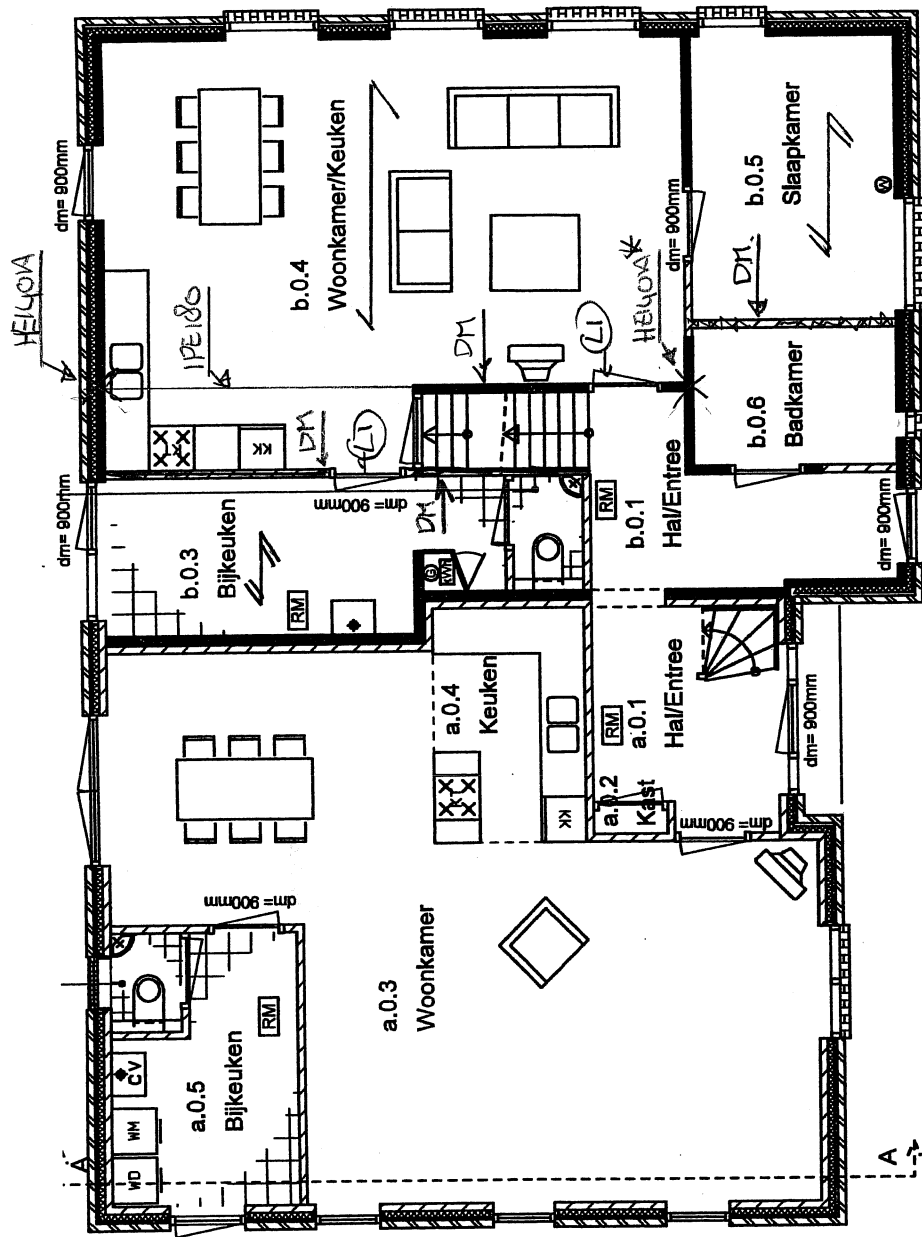 HE140A
dm= 900mm
IPE180
b.0.4
Woonkamer/Keuken
KK
DM
L1
DM
L1
HE140A*
dm= 900mm
b.0.5
Slaapkamer
DM.
W
b.0.6
Badkamer
dm= 900mm
dm= 900mm
b.0.3
Bijkeuken
RM
DM
G
KWR
RM
b.0.1
Hal/Entree
a.0.4
Keuken
KT
KK
RM
a.0.1
Hal/Entree
a.0.2
Kast
dm= 900mm
dm= 900mm
dm= 900mm
a.0.3
Woonkamer
RM
a.0.5
Bijkeuken
CV
WM
WD
A
A